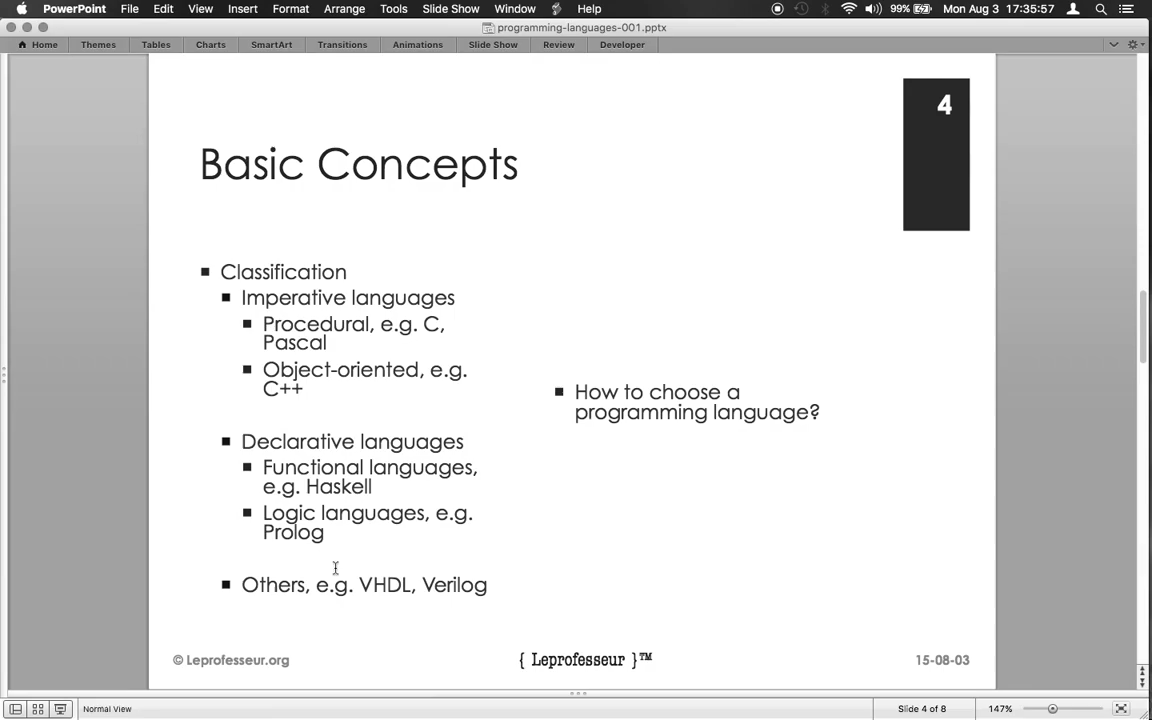 PowerPoint File Edit View Insert Format Arrange Tools Slide Show Window Help 99% Mon Aug 3 17:35:57
programming-languages-001.pptx
Home Themes Tables Charts SmartArt Transitions Animations Slide Show Review Developer
4
Basic Concepts
Classification
Imperative languages
Procedural, e.g. C,
Pascal
Object-oriented, e.g.
C++
Declarative languages
Functional languages,
e.g. Haskell
Logic languages, e.g.
Prolog
Others, e.g. VHDL, Verilog
How to choose a
programming language?
© Leprofesseur.org { Leprofesseur }™ 15-08-03
Normal View Slide 4 of 8 147%